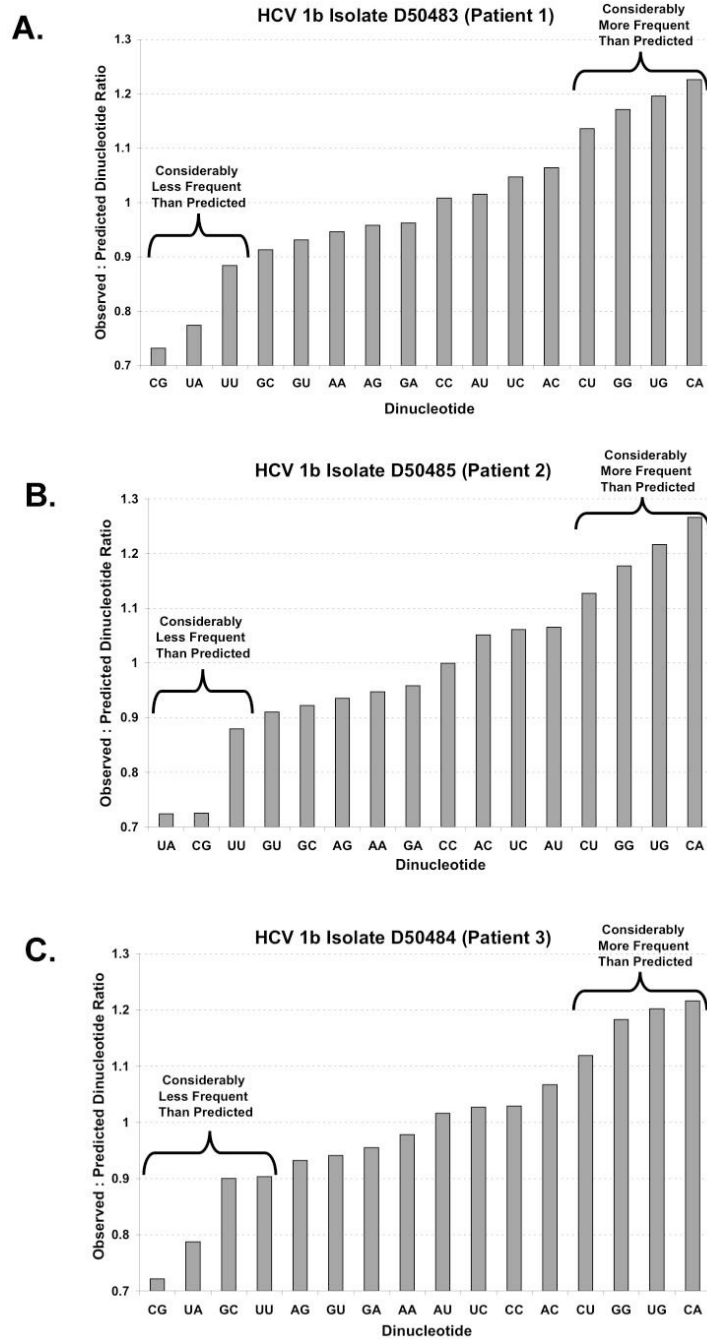 A.
HCV 1b Isolate D50483 (Patient 1)
Considerably
More Frequent
Than Predicted
Considerably
Less Frequent
Than Predicted
Observed : Predicted Dinucleotide Ratio
1.3
1.2
1.1
1
0.9
0.8
0.7
CG UA UU GC GU AA AG GA CC AU UC AC CU GG UG CA
Dinucleotide
B.
HCV 1b Isolate D50485 (Patient 2)
Considerably
More Frequent
Than Predicted
Considerably
Less Frequent
Than Predicted
Observed : Predicted Dinucleotide Ratio
1.3
1.2
1.1
1
0.9
0.8
0.7
UA CG UU GU GC AG AA GA CC AC UC AU CU GG UG CA
Dinucleotide
C.
HCV 1b Isolate D50484 (Patient 3)
Considerably
More Frequent
Than Predicted
Considerably
Less Frequent
Than Predicted
Observed : Predicted Dinucleotide Ratio
1.3
1.2
1.1
1
0.9
0.8
0.7
CG UA GC UU AG GU GA AA AU UC CC AC CU GG UG CA
Dinucleotide